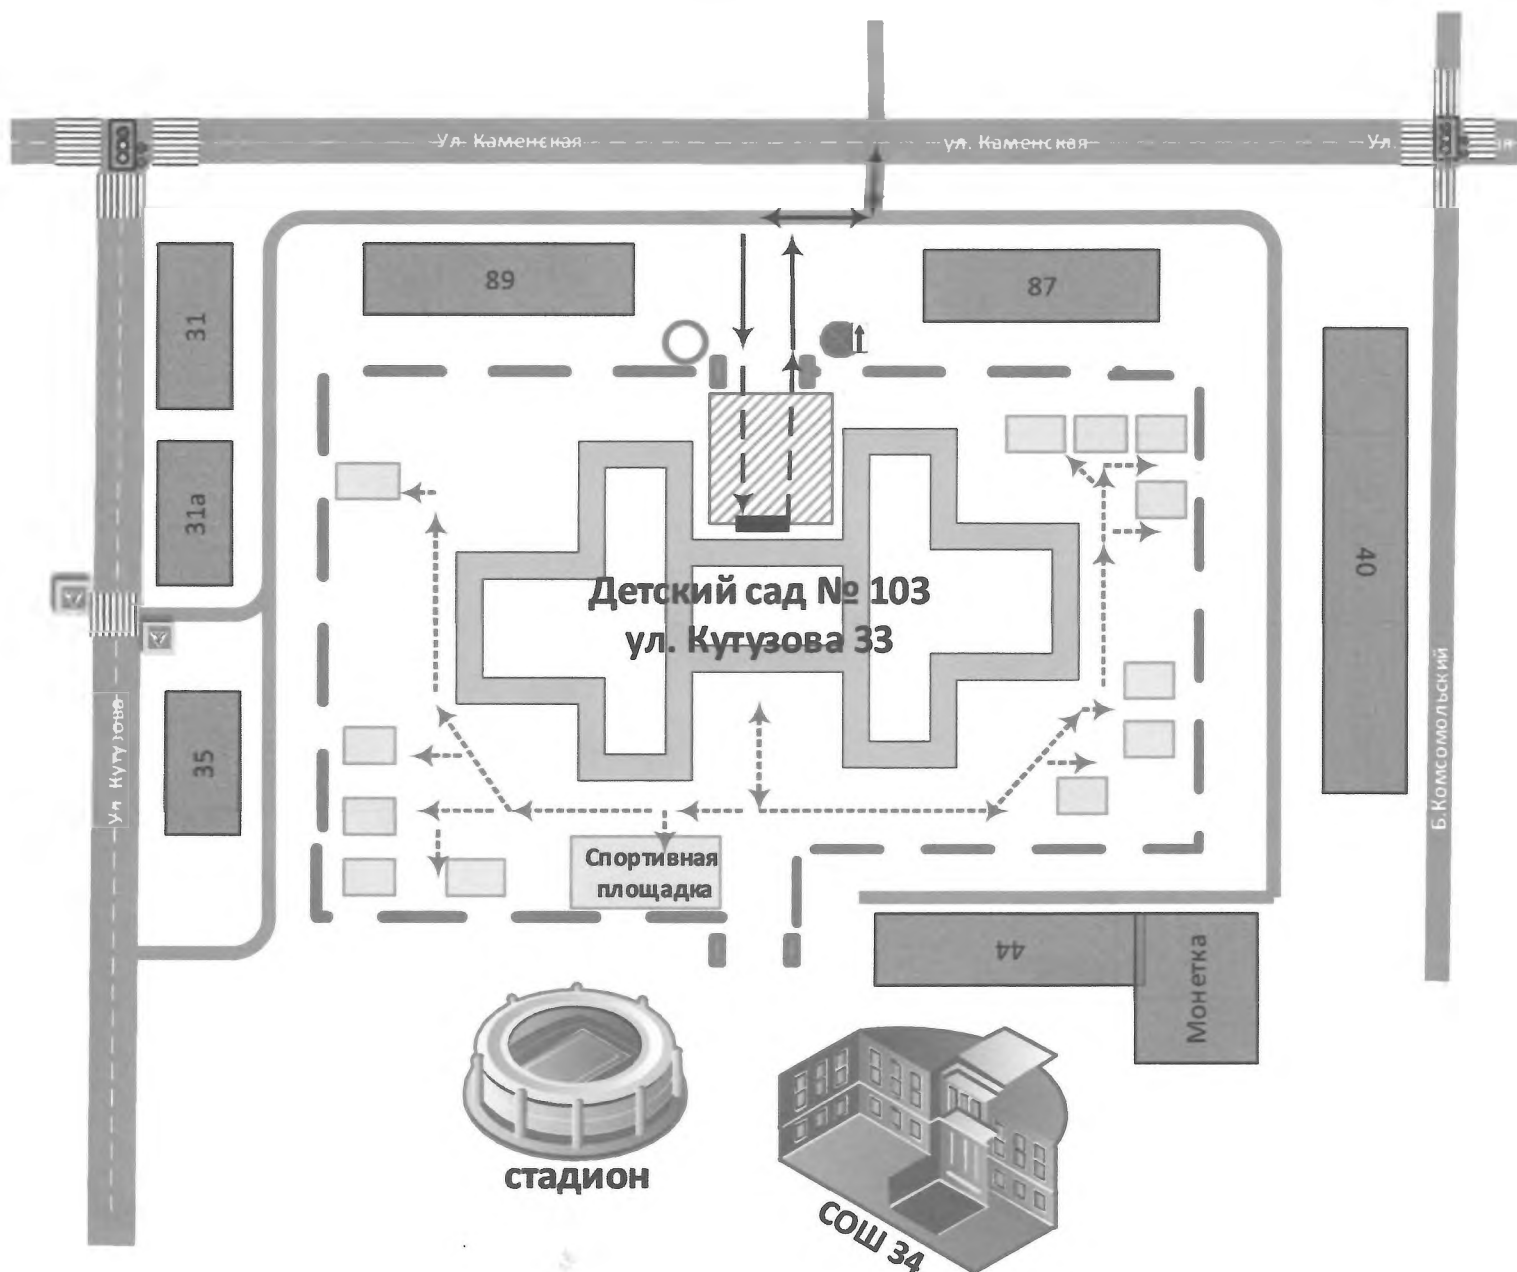 Ул Каменская
ул. Каменская
Ул.
89
87
31
31а
40
Детский сад № 103
ул. Кутузова 33
35
Ул Кутузова
Б.Комсомольский
Спортивная
площадка
44
Монетка
стадион
СОШ 34